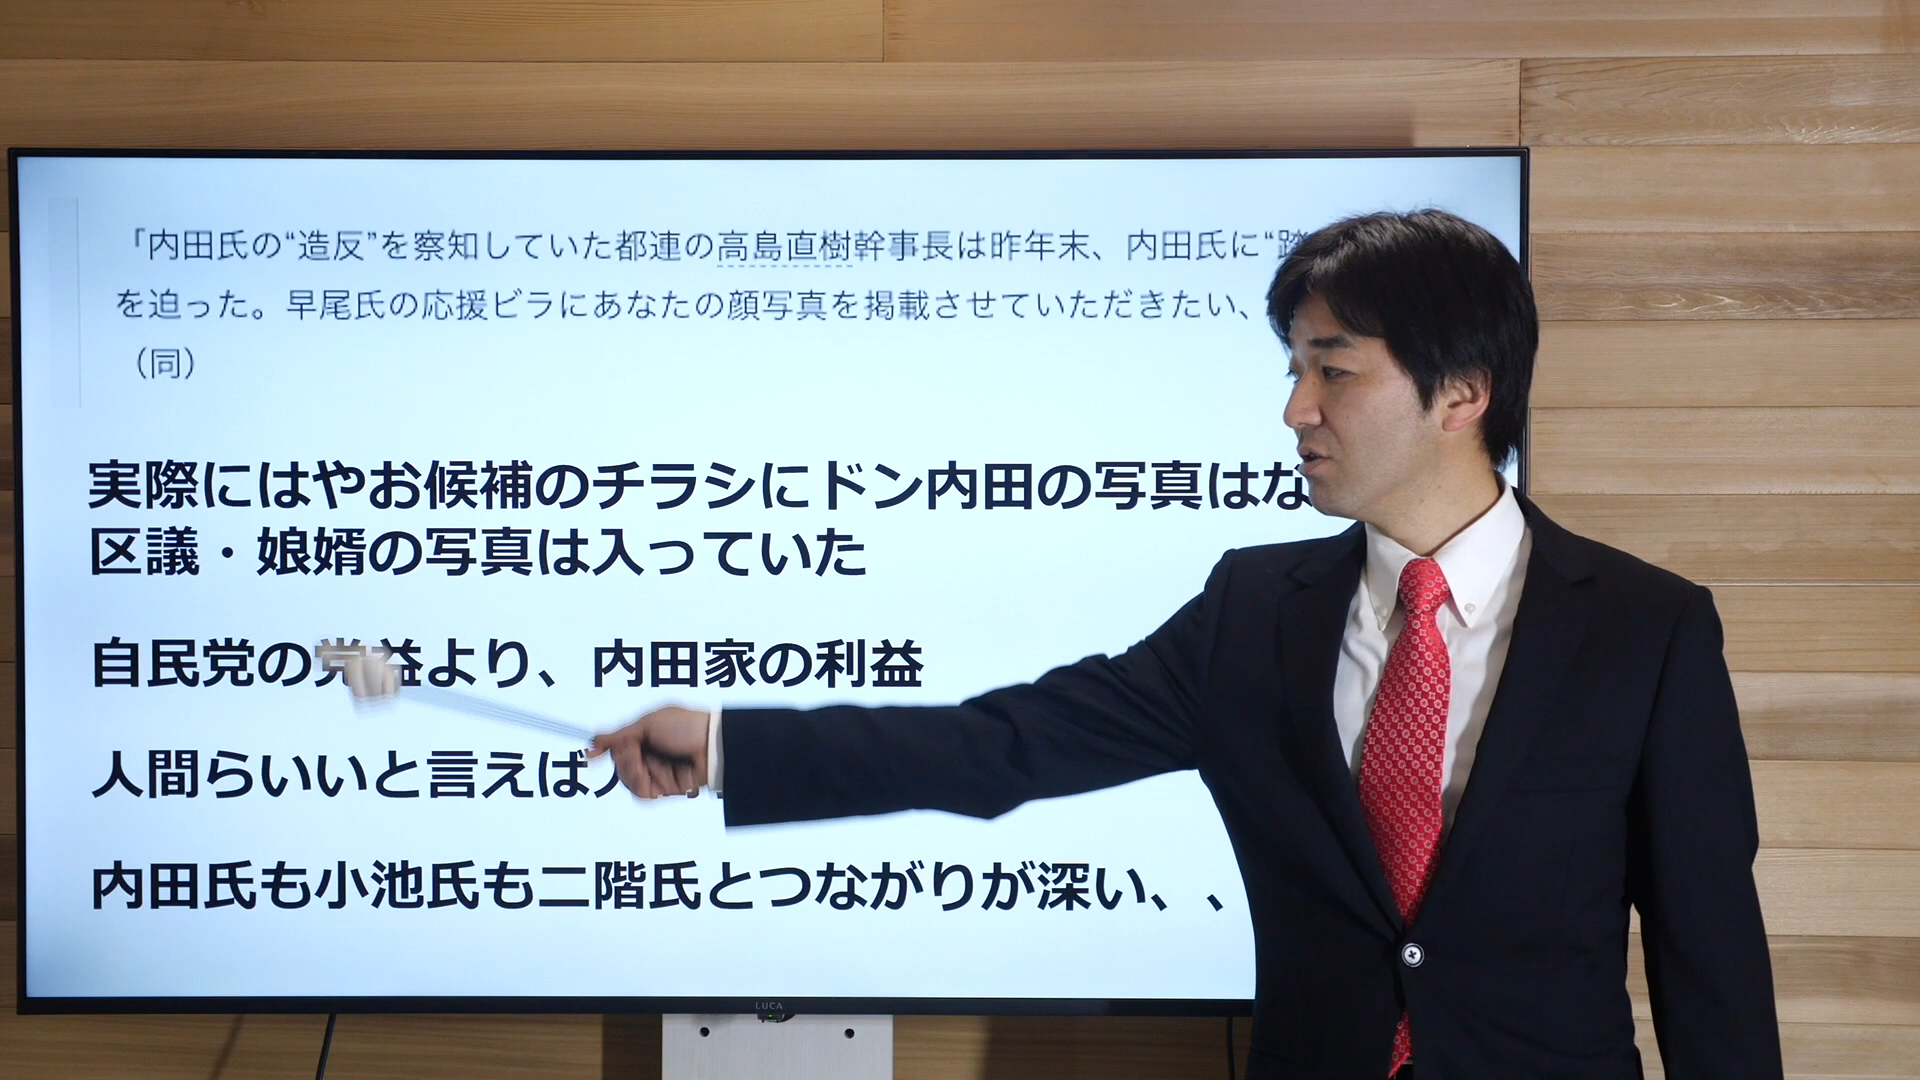 「内田氏の“造反”を察知していた都連の高島直樹幹事長は昨年末、内田氏に“踏
を迫った。早尾氏の応援ビラにあなたの顔写真を掲載させていただきたい、
(同)
実際にはやお候補のチラシにドン内田の写真はな
区議・娘婿の写真は入っていた
自民党の党益より、内田家の利益
人間らいいと言えば
内田氏も小池氏も二階氏とつながりが深い、、
LUCA